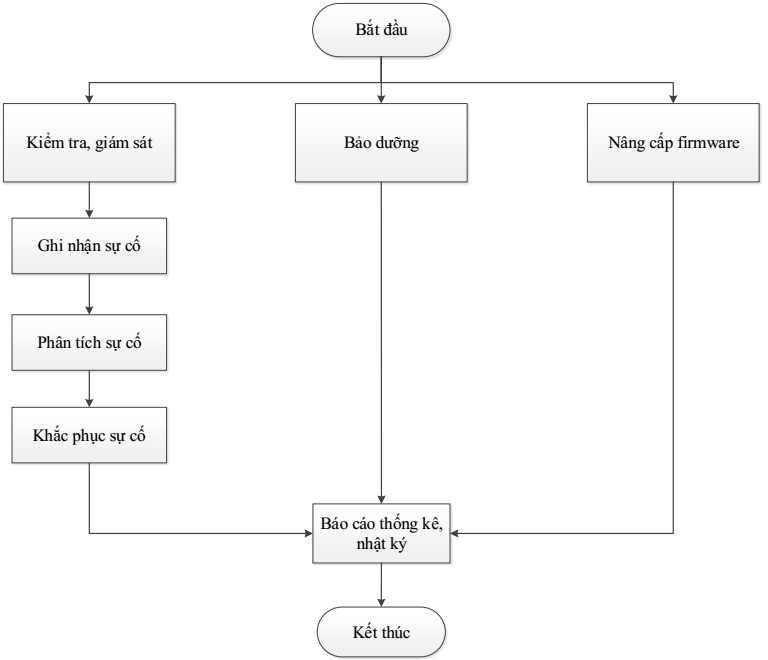 Bắt đầu
Kiểm tra, giám sát
Bảo dưỡng
Nâng cấp firmware
Ghi nhận sự cố
Phân tích sự cố
Khắc phục sự cố
Báo cáo thống kê,
nhật ký
Kết thúc